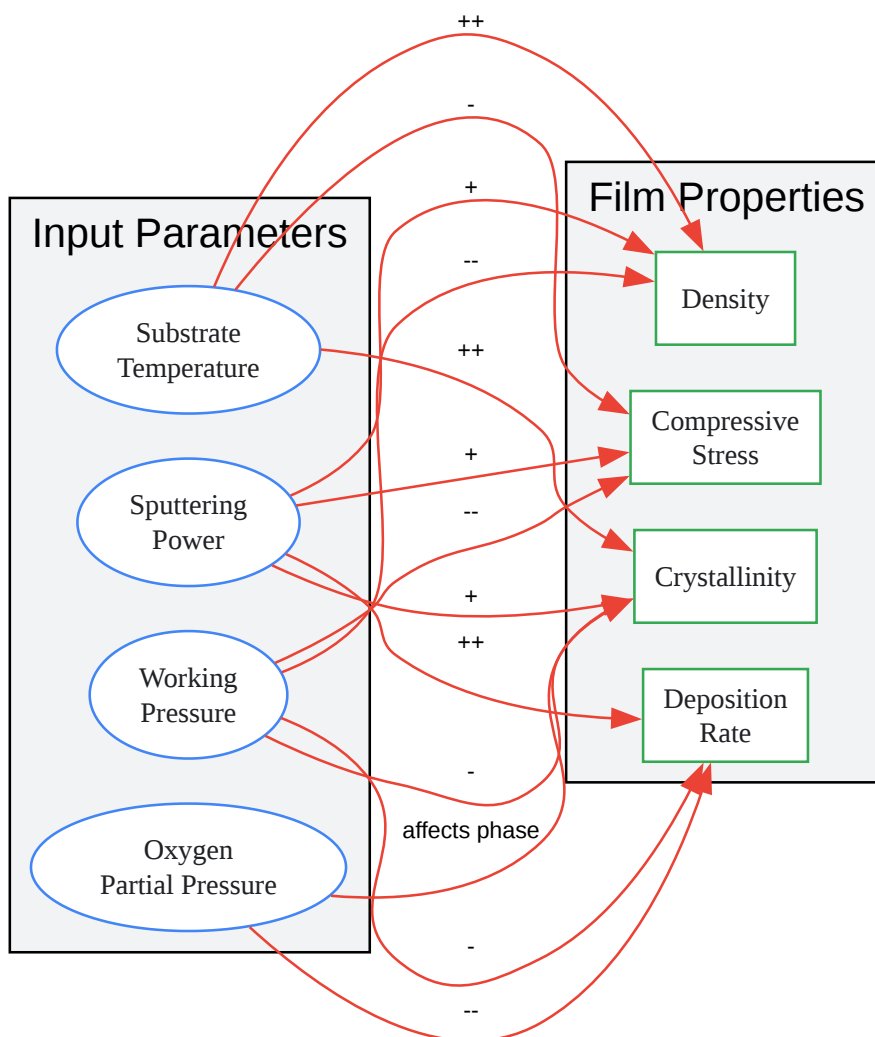 ++
-
+
--
++
+
--
+
++
-
affects phase
-
--
Input Parameters
Substrate
Temperature
Sputtering
Power
Working
Pressure
Oxygen
Partial Pressure
Film Properties
Density
Compressive
Stress
Crystallinity
Deposition
Rate